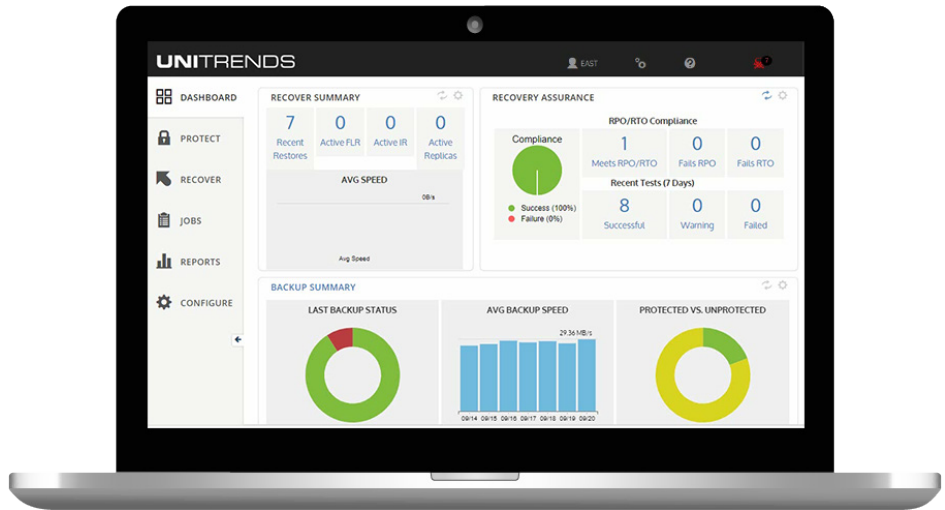 UNITRENDS
EAST
DASHBOARD
PROTECT
RECOVER
JOBS
REPORTS
CONFIGURE
RECOVER SUMMARY
7 0 0 0
Recent Restores Active FLR Active IR Active Replicas
AVG SPEED
0B/s
Avg Speed
RECOVERY ASSURANCE
RPO/RTO Compliance
Compliance
Success (100%)
Failure (0%)
1 0 0
Meets RPO/RTO Fails RPO Fails RTO
Recent Tests (7 Days)
8 0 0
Successful Warning Failed
BACKUP SUMMARY
LAST BACKUP STATUS
AVG BACKUP SPEED
29.36 MB/s
09/14 09/15 09/16 09/17 09/18 09/19 09/20
PROTECTED VS. UNPROTECTED